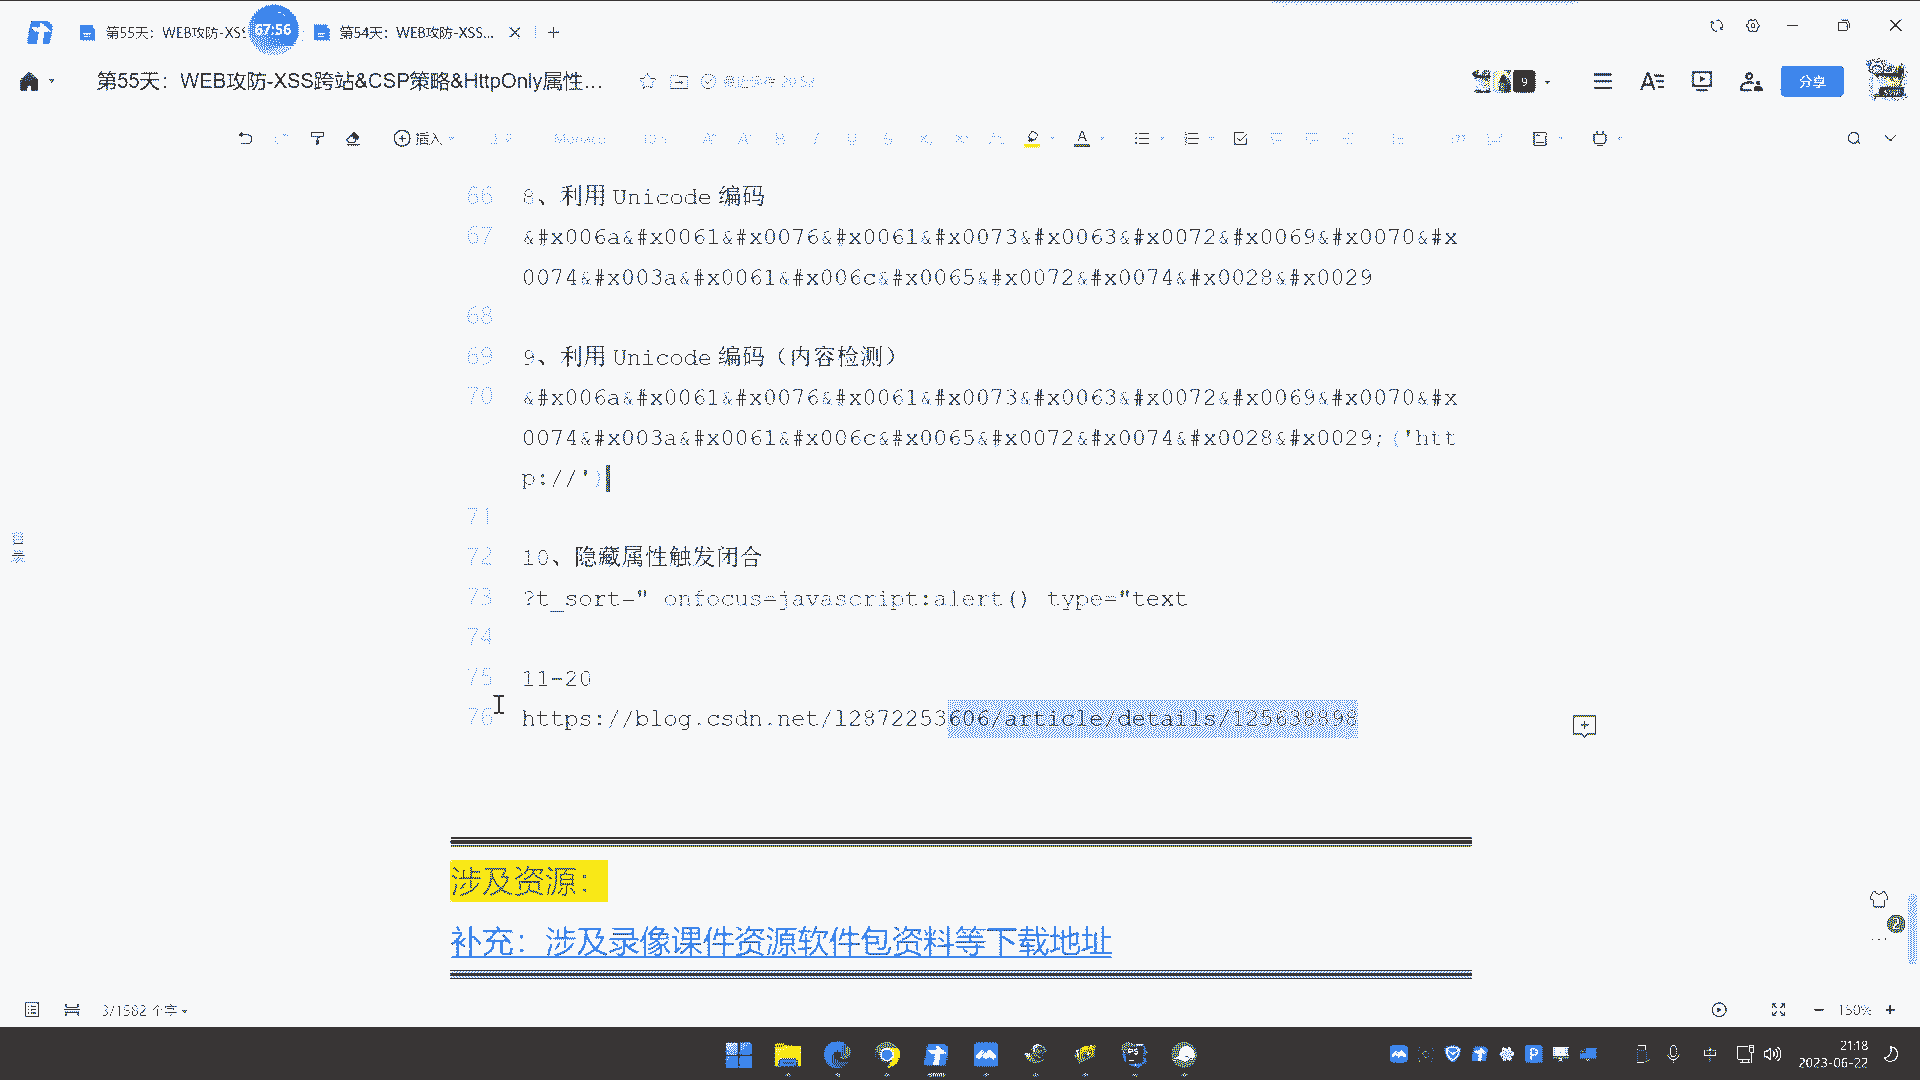 第55天：WEB攻防-XSS
67:56
第54天：WEB攻防-XSS...
第55天：WEB攻防-XSS跨站&CSP策略&HttpOnly属性...
9
分享
插入
66 8、利用 Unicode 编码
67 &#x006a&#x0061&#x0076&#x0061&#x0073&#x0063&#x0072&#x0069&#x0070&#x
0074&#x003a&#x0061&#x006c&#x0065&#x0072&#x0074&#x0028&#x0029
68
69 9、利用 Unicode 编码（内容检测）
70 &#x006a&#x0061&#x0076&#x0061&#x0073&#x0063&#x0072&#x0069&#x0070&#x
0074&#x003a&#x0061&#x006c&#x0065&#x0072&#x0074&#x0028&#x0029;('htt
p://')
71
72 10、隐藏属性触发闭合
73 ?t_sort=" onfocus=javascript:alert() type="text
74
75 11-20
76 https://blog.csdn.net/l2872253606/article/details/125638898
目录
涉及资源：
补充：涉及录像课件资源软件包资料等下载地址
3/1582 个字
150%
中
21:18
2023-06-22